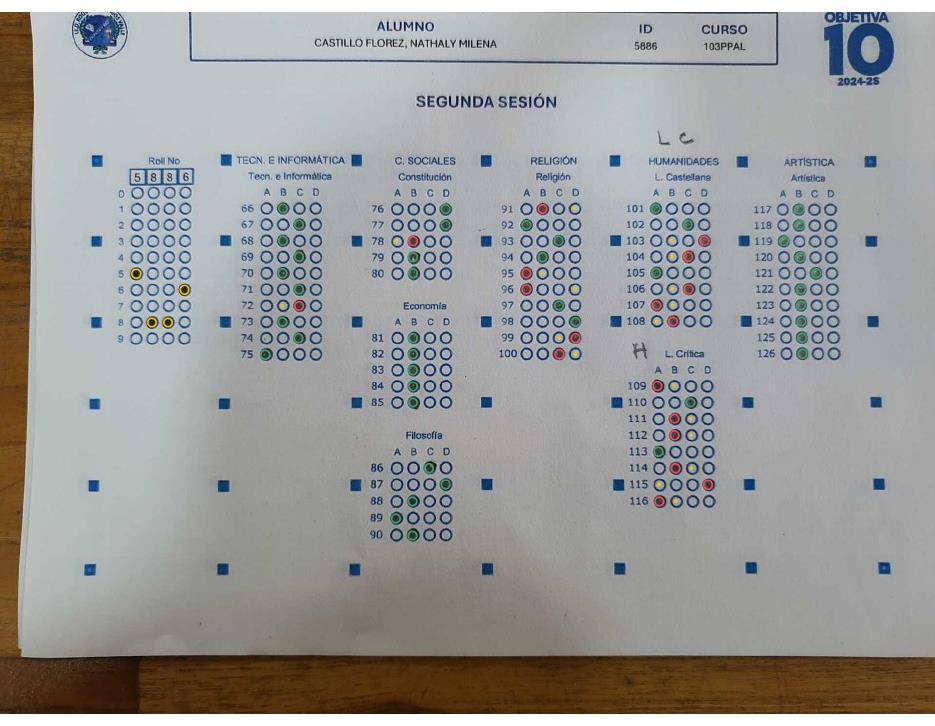 OBJETIVA
10
2024-2S
ALUMNO
CASTILLO FLOREZ, NATHALY MILENA
ID
5886
CURSO
103PPAL
SEGUNDA SESIÓN
Roll No
5 8 8 6
0
1
2
3
4
5
6
7
8
9
TECN. E INFORMÁTICA
Tecn. e Informática
A B C D
66
67
68
69
70
71
72
73
74
75
C. SOCIALES
Constitución
A B C D
76
77
78
79
80
Economía
A B C D
81
82
83
84
85
Filosofía
A B C D
86
87
88
89
90
RELIGIÓN
Religión
A B C D
91
92
93
94
95
96
97
98
99
100
L C
HUMANIDADES
L. Castellana
A B C D
101
102
103
104
105
106
107
108
H
L. Crítica
A B C D
109
110
111
112
113
114
115
116
ARTÍSTICA
Artística
A B C D
117
118
119
120
121
122
123
124
125
126